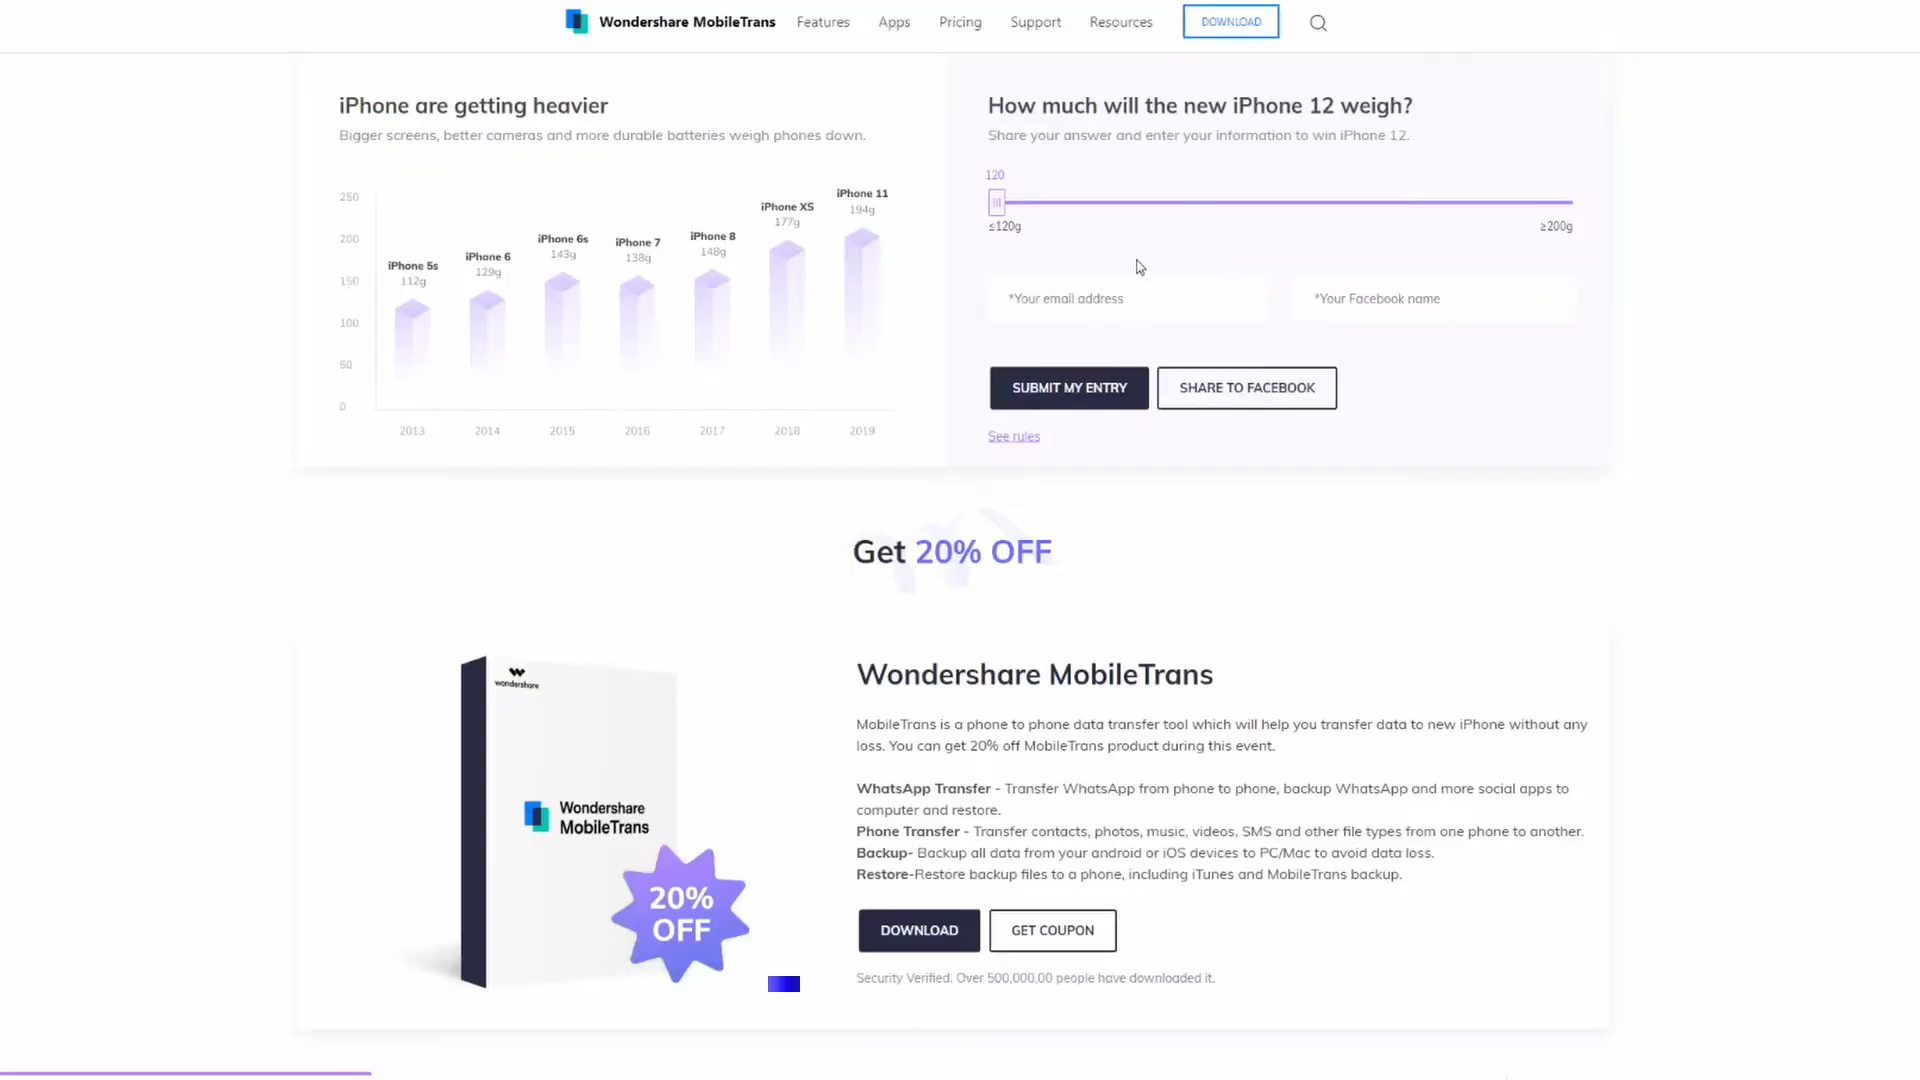 Wondershare MobileTrans Features Apps Pricing Support Resources DOWNLOAD
iPhone are getting heavier
Bigger screens, better cameras and more durable batteries weigh phones down.
250
200
150
100
50
0
iPhone 5s
112g
iPhone 6
129g
iPhone 6s
143g
iPhone 7
138g
iPhone 8
148g
iPhone XS
177g
iPhone 11
194g
2013 2014 2015 2016 2017 2018 2019
How much will the new iPhone 12 weigh?
Share your answer and enter your information to win iPhone 12.
120
≤120g ≥200g
*Your email address *Your Facebook name
SUBMIT MY ENTRY SHARE TO FACEBOOK
See rules
Get 20% OFF
wondershare
Wondershare
MobileTrans
20%
OFF
Wondershare MobileTrans
MobileTrans is a phone to phone data transfer tool which will help you transfer data to new iPhone without any
loss. You can get 20% off MobileTrans product during this event.
WhatsApp Transfer - Transfer WhatsApp from phone to phone, backup WhatsApp and more social apps to
computer and restore.
Phone Transfer - Transfer contacts, photos, music, videos, SMS and other file types from one phone to another.
Backup- Backup all data from your android or iOS devices to PC/Mac to avoid data loss.
Restore-Restore backup files to a phone, including iTunes and MobileTrans backup.
DOWNLOAD GET COUPON
Security Verified. Over 500,000,00 people have downloaded it.